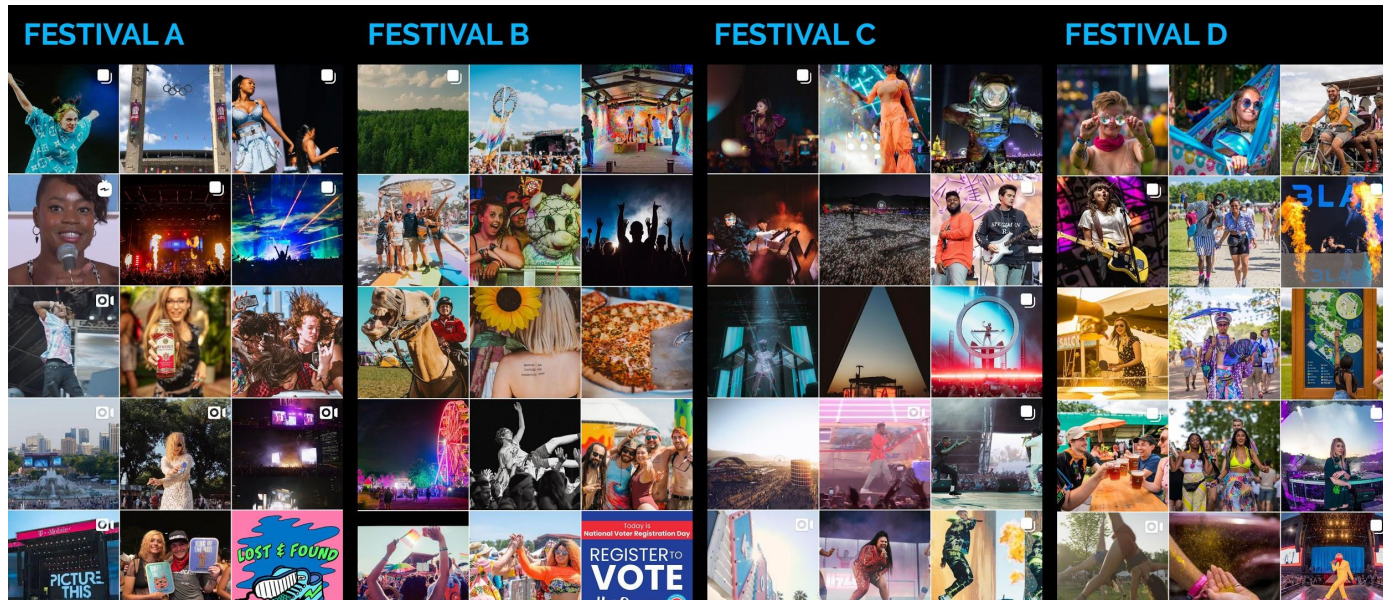 FESTIVAL A
FESTIVAL B
FESTIVAL C
FESTIVAL D
BLA
SALO
T-Mobile
PICTURE
THIS
LOST & FOUND
Today is
National Voter Registration Day
REGISTER TO
VOTE